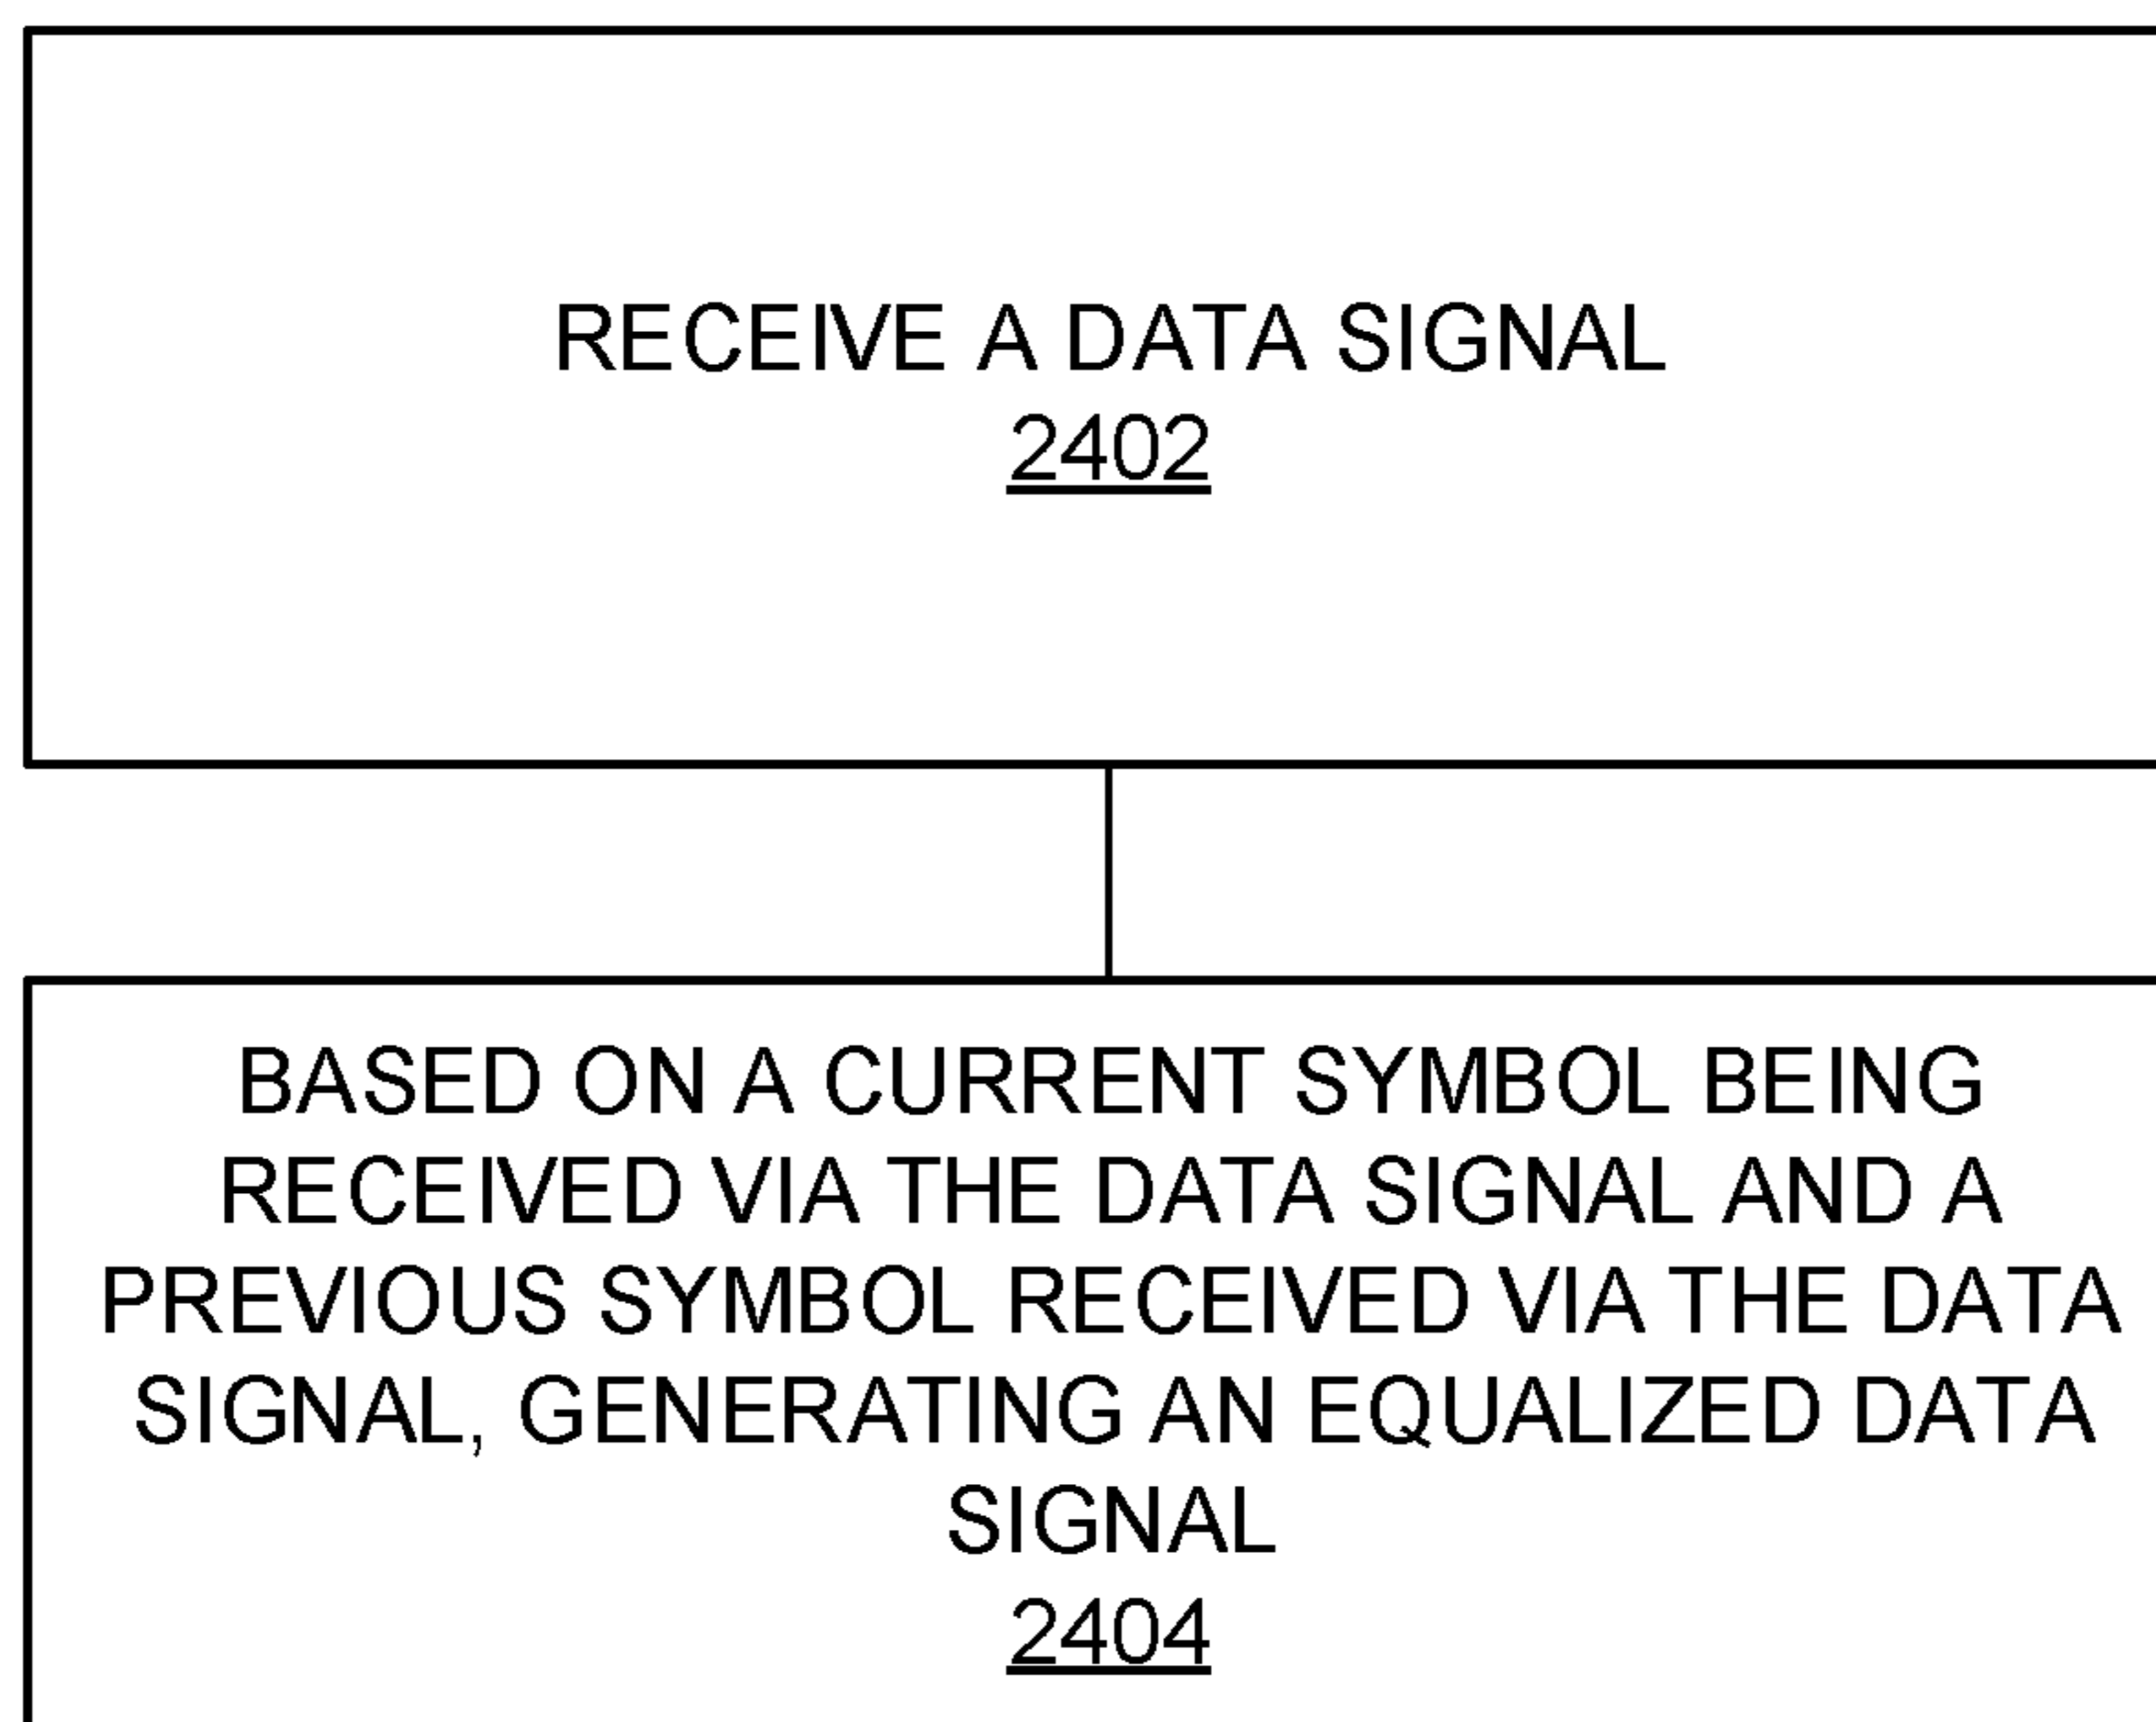 RECEIVE A DATA SIGNAL
2402
BASED ON A CURRENT SYMBOL BEING
RECEIVED VIA THE DATA SIGNAL AND A
PREVIOUS SYMBOL RECEIVED VIA THE DATA
SIGNAL, GENERATING AN EQUALIZED DATA
SIGNAL
2404